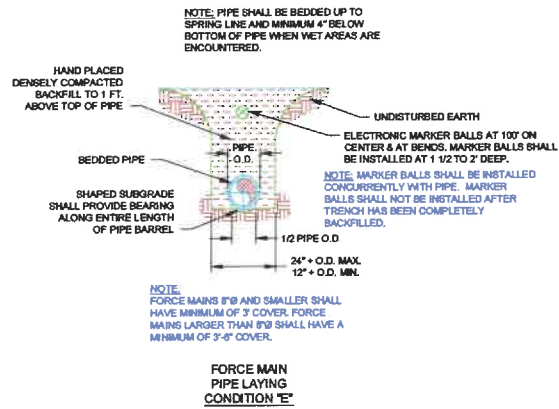 NOTE: PIPE SHALL BE BEDDED UP TO
SPRING LINE AND MINIMUM 4" BELOW
BOTTOM OF PIPE WHEN WET AREAS ARE
ENCOUNTERED.
HAND PLACED
DENSELY COMPACTED
BACKFILL TO 1 FT.
ABOVE TOP OF PIPE
UNDISTURBED EARTH
ELECTRONIC MARKER BALLS AT 100' ON
CENTER & AT BENDS. MARKER BALLS SHALL
BE INSTALLED AT 1 1/2 TO 2' DEEP.
PIPE
O.D.
BEDDED PIPE
NOTE: MARKER BALLS SHALL BE INSTALLED
CONCURRENTLY WITH PIPE. MARKER
BALLS SHALL NOT BE INSTALLED AFTER
TRENCH HAS BEEN COMPLETELY
BACKFILLED.
SHAPED SUBGRADE
SHALL PROVIDE BEARING
ALONG ENTIRE LENGTH
OF PIPE BARREL
1/2 PIPE O.D.
24" + O.D. MAX.
12" + O.D. MIN.
NOTE:
FORCE MAINS 8"Ø AND SMALLER SHALL
HAVE MINIMUM OF 3' COVER. FORCE
MAINS LARGER THAN 8"Ø SHALL HAVE A
MINIMUM OF 3'-6" COVER.
FORCE MAIN
PIPE LAYING
CONDITION "E"